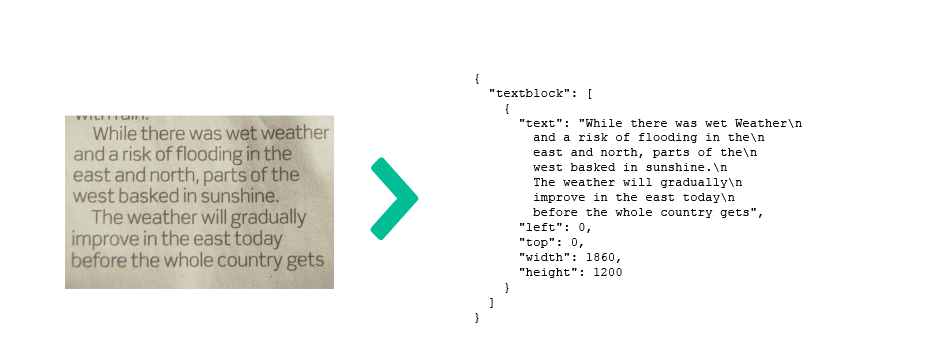 with rain.
While there was wet weather
and a risk of flooding in the
east and north, parts of the
west basked in sunshine.
The weather will gradually
improve in the east today
before the whole country gets
{
"textblock": [
{
"text": "While there was wet Weather\n
and a risk of flooding in the\n
east and north, parts of the\n
west basked in sunshine.\n
The weather will gradually\n
improve in the east today\n
before the whole country gets",
"left": 0,
"top": 0,
"width": 1860,
"height": 1200
}
]
}